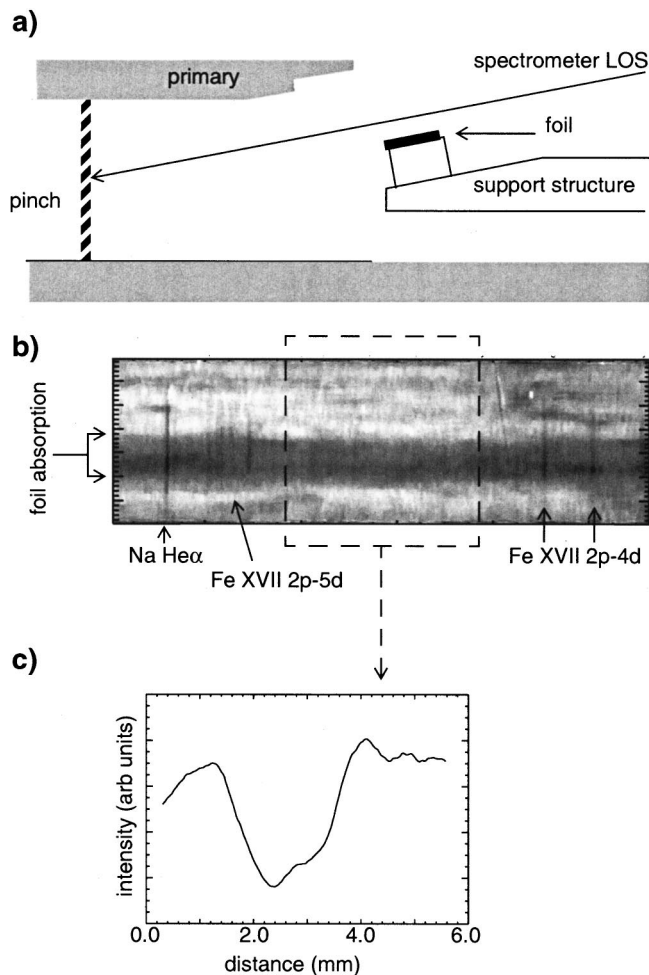 a)
primary
spectrometer LOS
foil
support structure
pinch
b)
foil absorption
Na Heα
Fe XVII 2p-5d
Fe XVII 2p-4d
c)
intensity (arb units)
0.0 2.0 4.0 6.0
distance (mm)